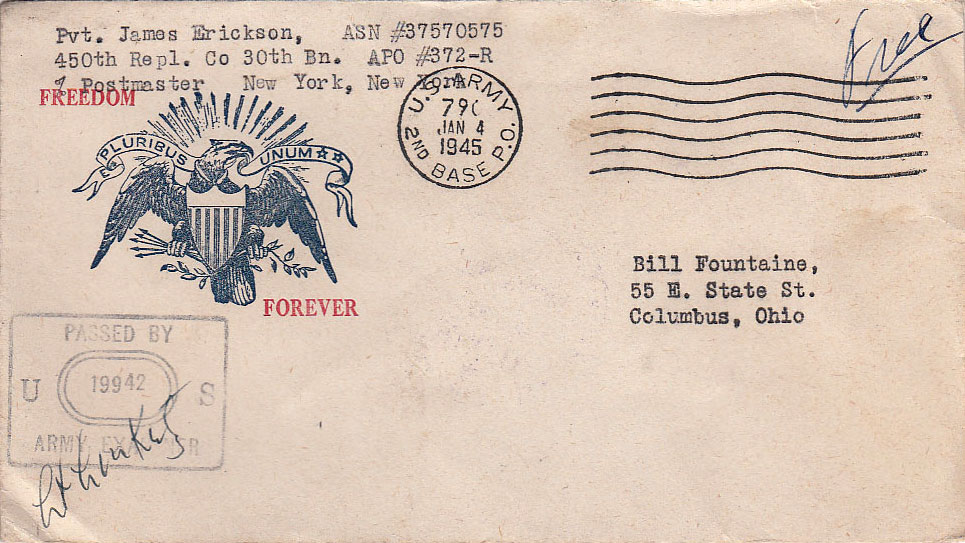 Pvt. James Erickson, ASN #37570575
450th Repl. Co 30th Bn. APO #372-R
% Postmaster New York, New York
Free
FREEDOM
E PLURIBUS UNUM
FOREVER
U.S. ARMY
79
JAN 4
1945
2ND BASE P.O.
Bill Fountaine,
55 E. State St.
Columbus, Ohio
PASSED BY
U 19942 S
ARMY EXAMINER